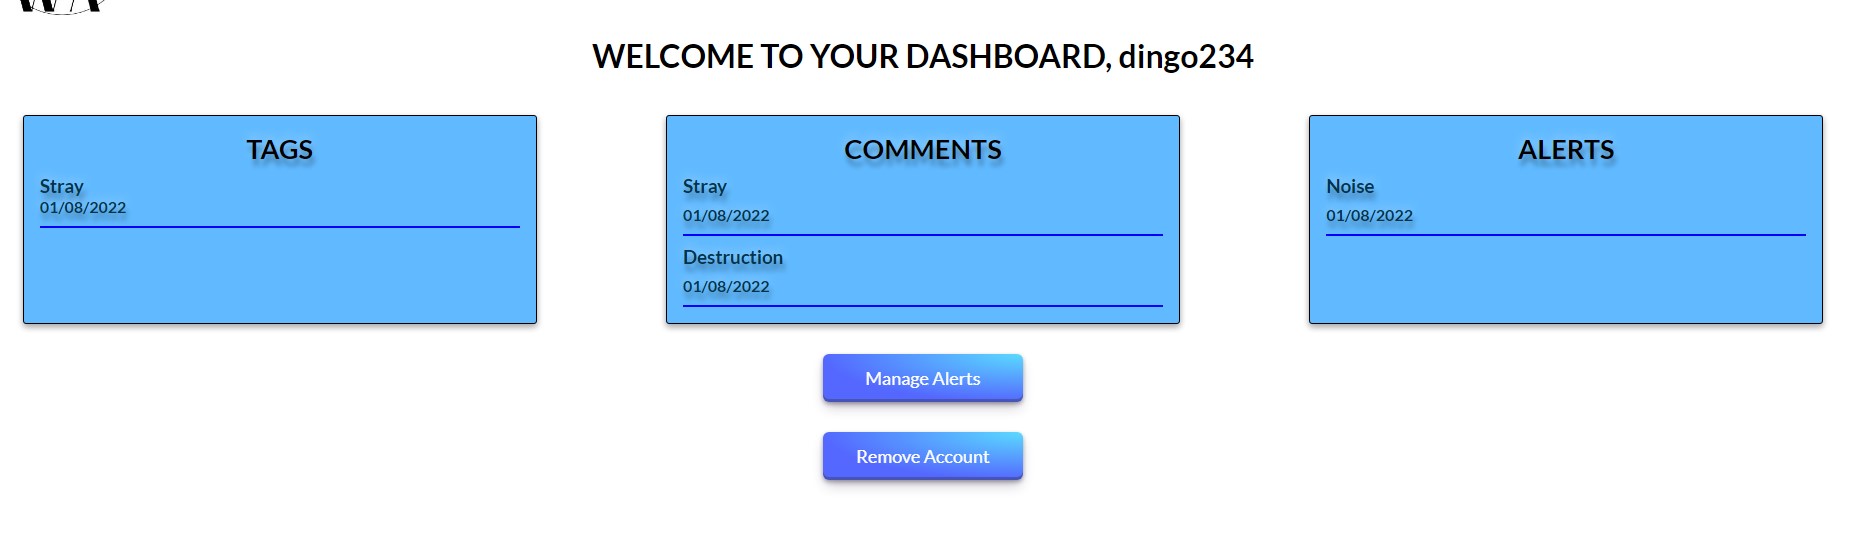 WELCOME TO YOUR DASHBOARD, dingo234
TAGS
Stray
01/08/2022
COMMENTS
Stray
01/08/2022
Destruction
01/08/2022
ALERTS
Noise
01/08/2022
Manage Alerts
Remove Account